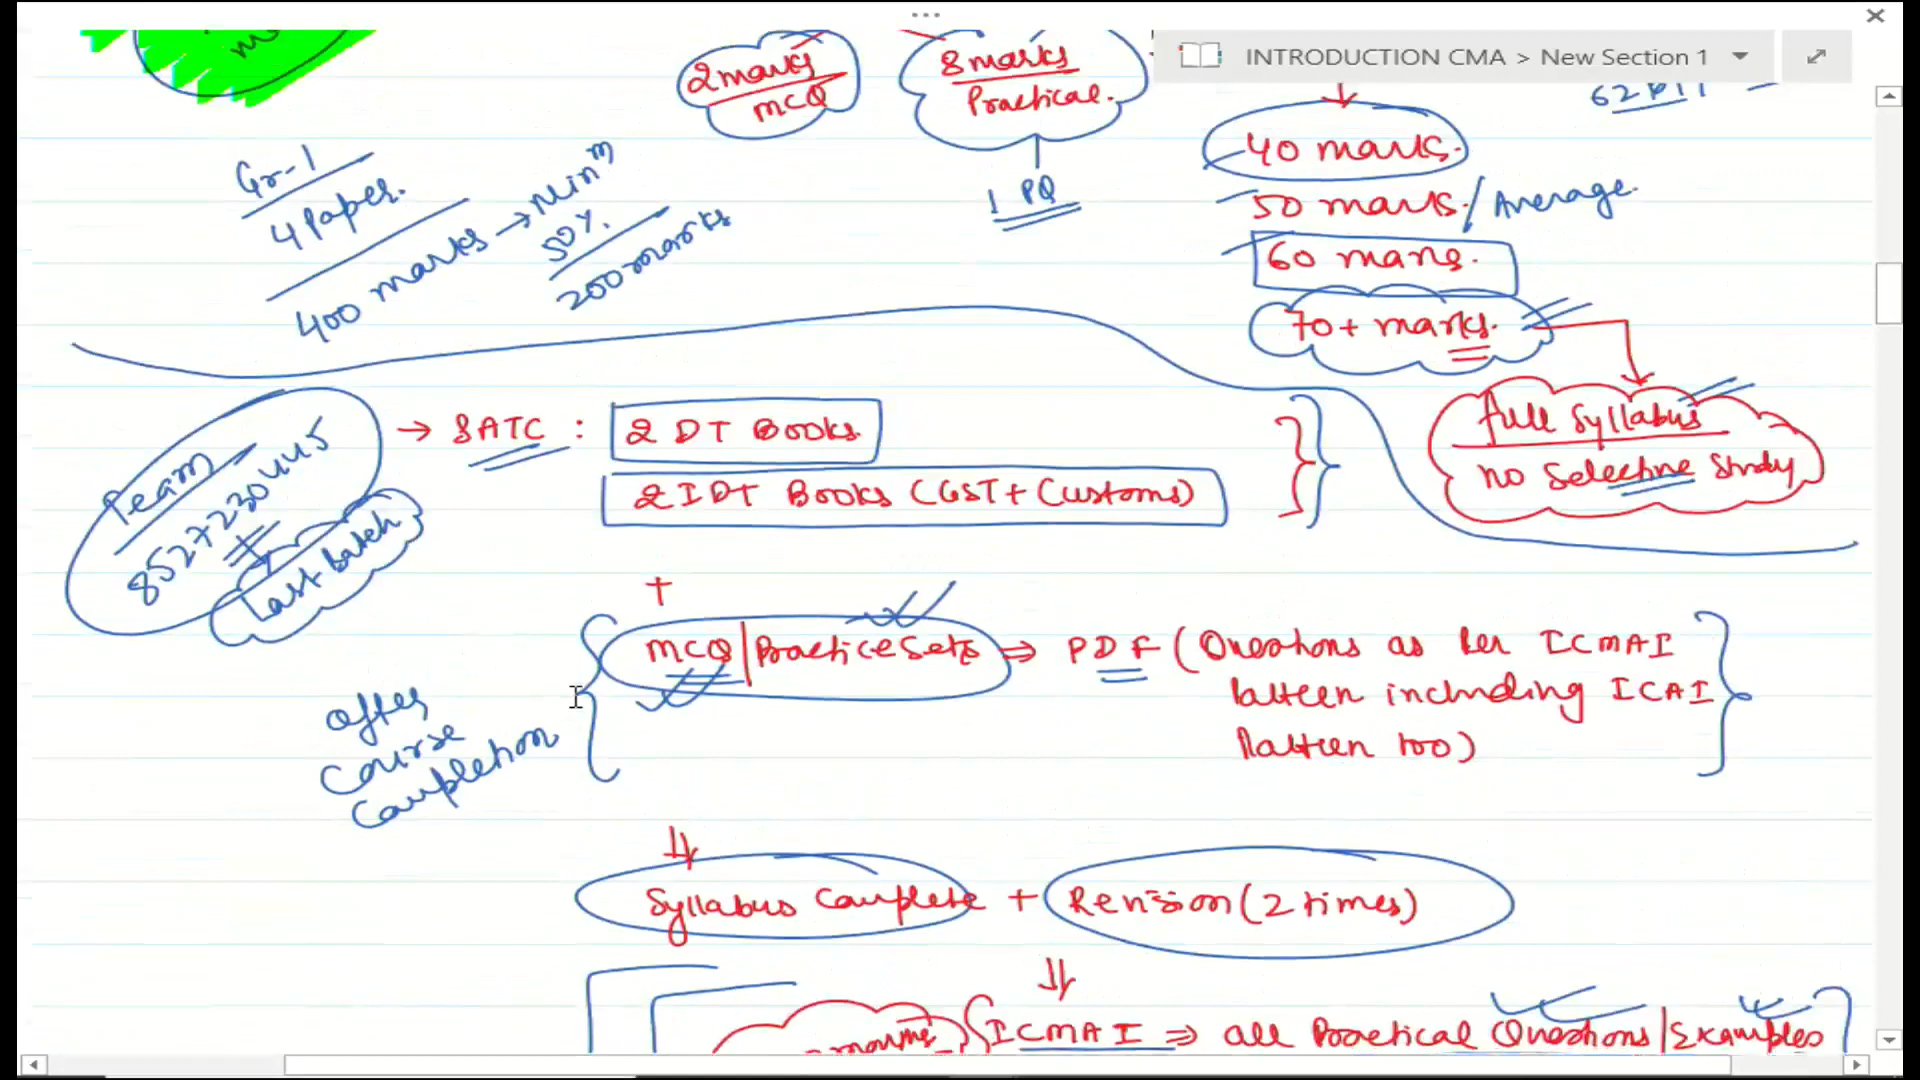 INTRODUCTION CMA > New Section 1
2 marks
MCQ
8 marks
Practical.
1 PQ
40 marks.
50 marks./Average
60 marks.
70+ marks.
full Syllabus
no Selective Study
Gr-1
4 Paper.
400 marks → Minm
50%.
200 marks
Team
8527230445
Last batch
→ SATC : 2 DT Books
2 IDT Books (GST + Customs)
+
MCQ|Practice Sets ⇒ PDF (Questions as per ICMAI
pattern including ICAI
Pattern too)
after
course
completion
Syllabus Complete + Revision (2 times)
ICMAI ⇒ all Practical Questions/Examples